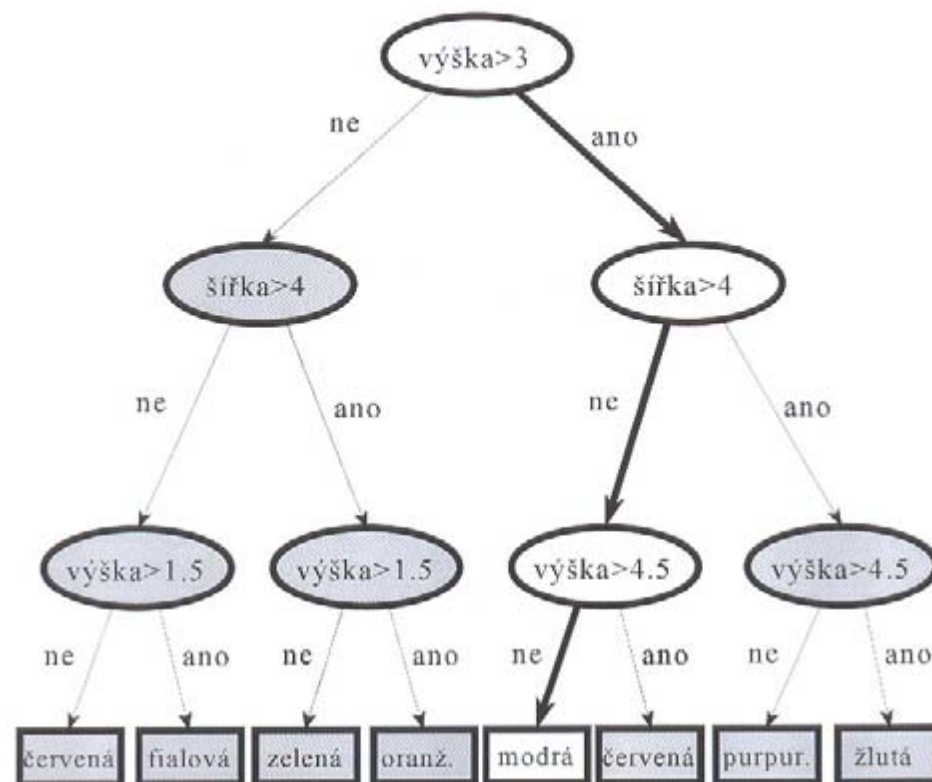 výška>3
ne
ano
šířka>4
šířka>4
ne
ano
ne
ano
výška>1.5
výška>1.5
výška>4.5
výška>4.5
ne
ano
ne
ano
ne
ano
ne
ano
červená
fialová
zelená
oranž.
modrá
červená
purpur.
žlutá